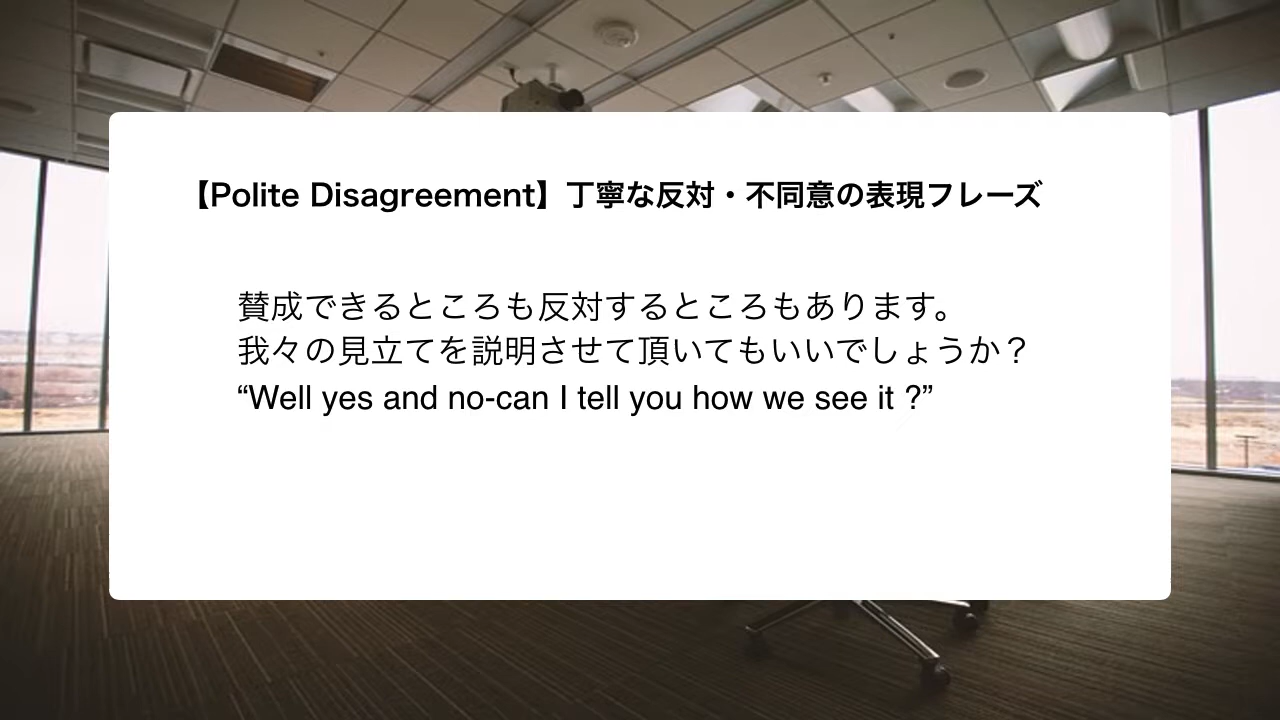 【Polite Disagreement】丁寧な反対・不同意の表現フレーズ
賛成できるところも反対するところもあります。
我々の見立てを説明させて頂いてもいいでしょうか？
“Well yes and no-can I tell you how we see it ?”